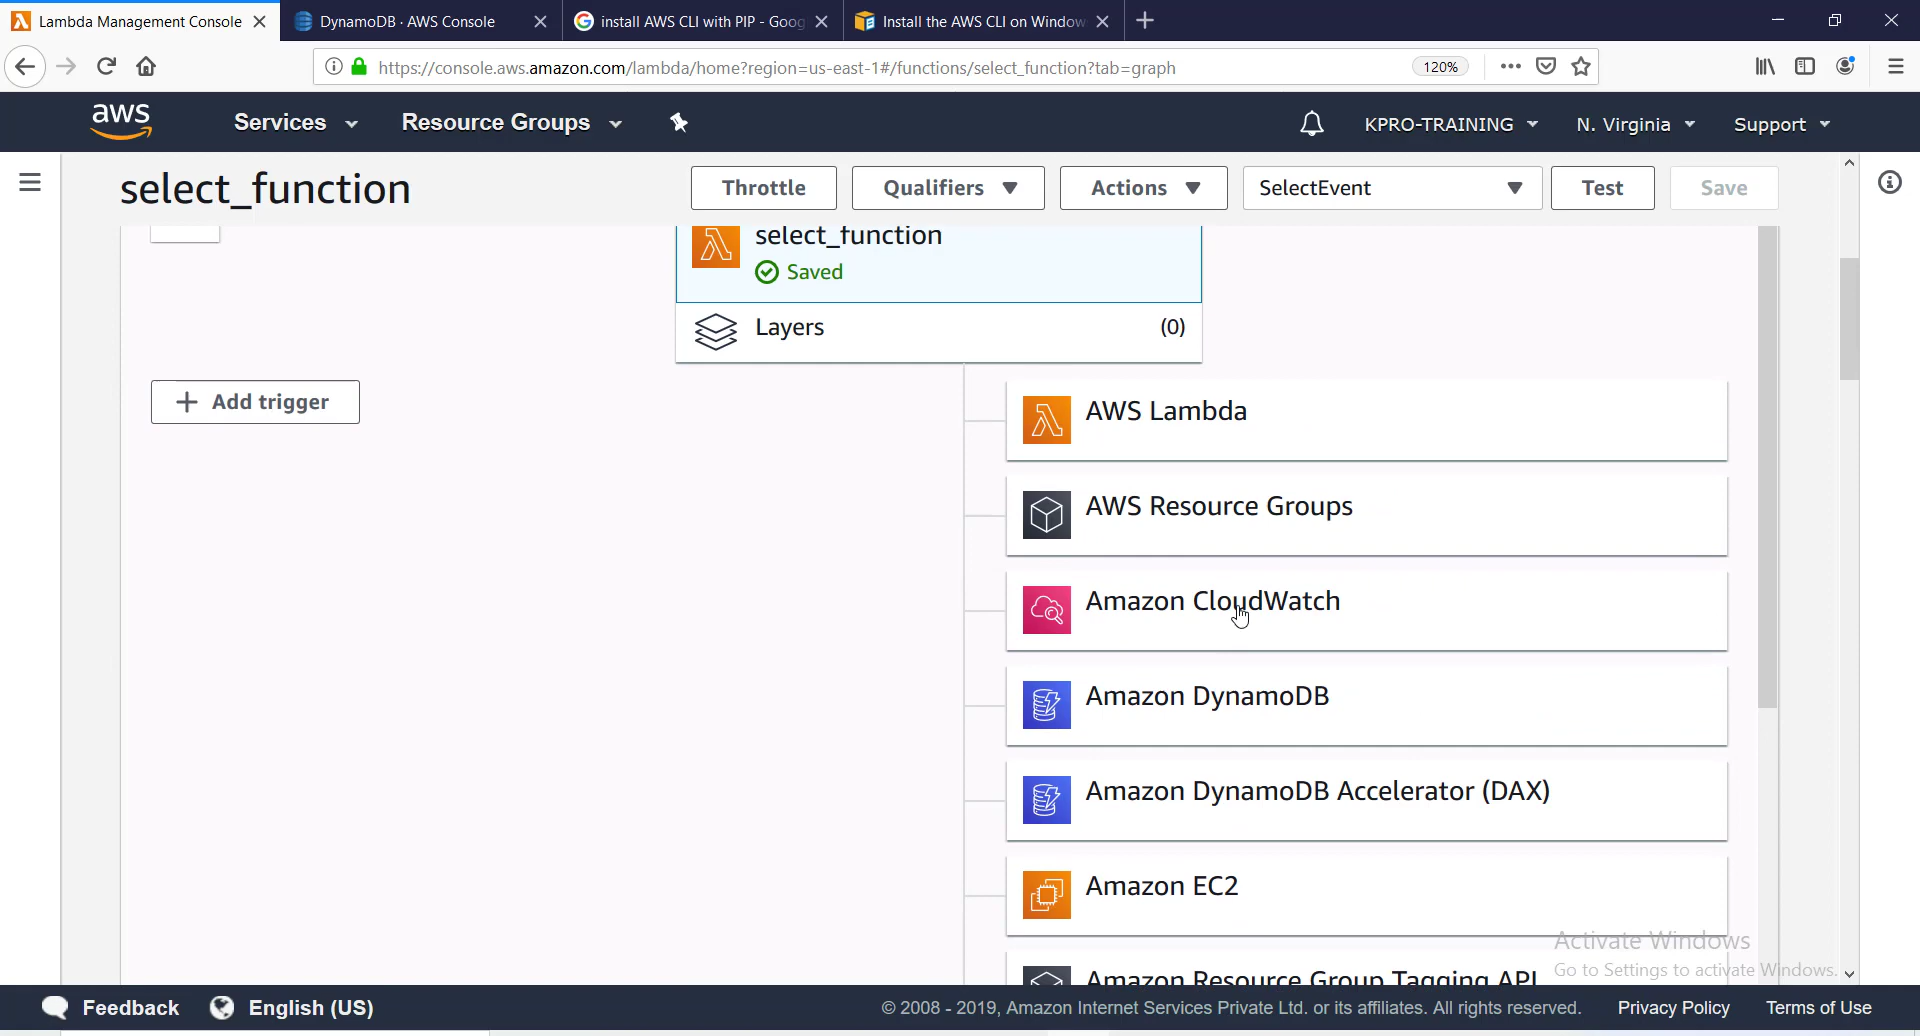 Lambda Management Console
DynamoDB · AWS Console
install AWS CLI with PIP - Goog
Install the AWS CLI on Window
https://console.aws.amazon.com/lambda/home?region=us-east-1#/functions/select_function?tab=graph
120%
aws
Services
Resource Groups
KPRO-TRAINING
N. Virginia
Support
select_function
Throttle
Qualifiers
Actions
SelectEvent
Test
Save
select_function
Saved
Layers
(0)
Add trigger
AWS Lambda
AWS Resource Groups
Amazon CloudWatch
Amazon DynamoDB
Amazon DynamoDB Accelerator (DAX)
Amazon EC2
Amazon Resource Group Tagging API
Activate Windows
Go to Settings to activate Windows.
Feedback
English (US)
© 2008 - 2019, Amazon Internet Services Private Ltd. or its affiliates. All rights reserved.
Privacy Policy
Terms of Use